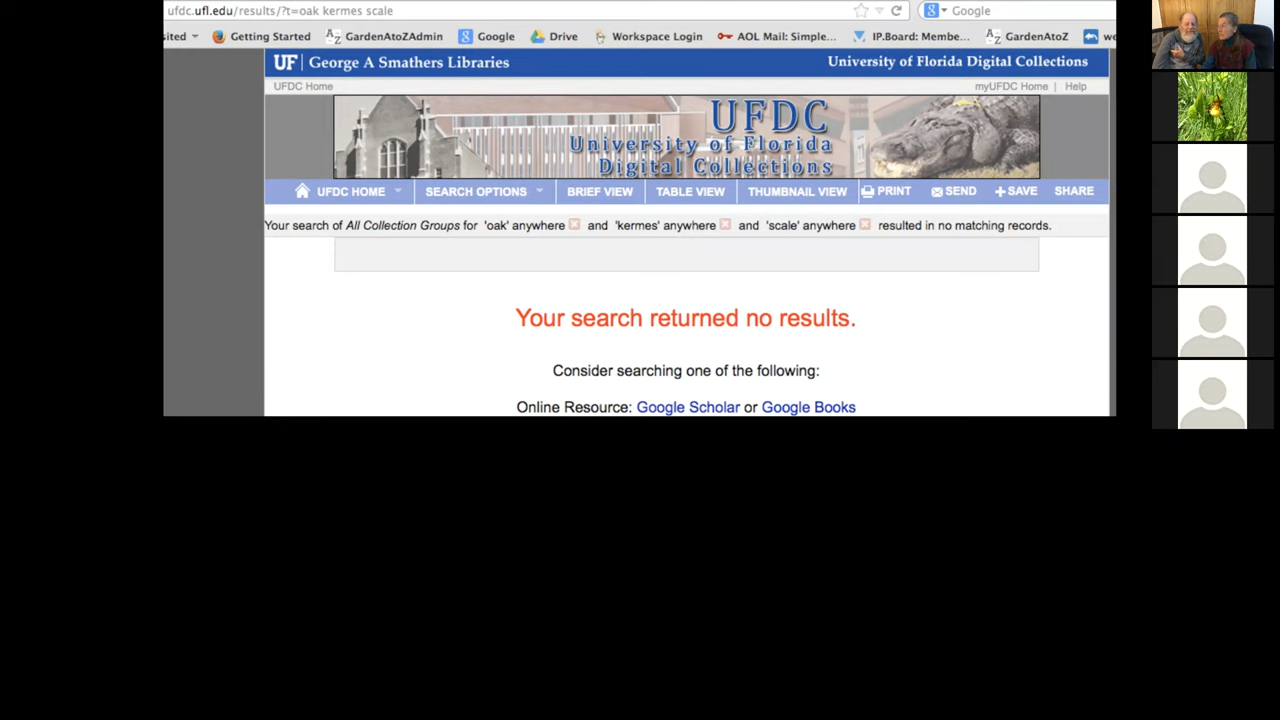 ufdc.ufl.edu/results/?t=oak kermes scale
Google
sited
Getting Started
GardenAtoZAdmin
Google
Drive
Workspace Login
AOL Mail: Simple...
IP.Board: Membe...
GardenAtoZ
we
UF | George A Smathers Libraries
University of Florida Digital Collections
UFDC Home
myUFDC Home | Help
UFDC
University of Florida
Digital Collections
UFDC HOME
SEARCH OPTIONS
BRIEF VIEW
TABLE VIEW
THUMBNAIL VIEW
PRINT
SEND
SAVE
SHARE
Your search of All Collection Groups for 'oak' anywhere and 'kermes' anywhere and 'scale' anywhere resulted in no matching records.
Your search returned no results.
Consider searching one of the following:
Online Resource: Google Scholar or Google Books